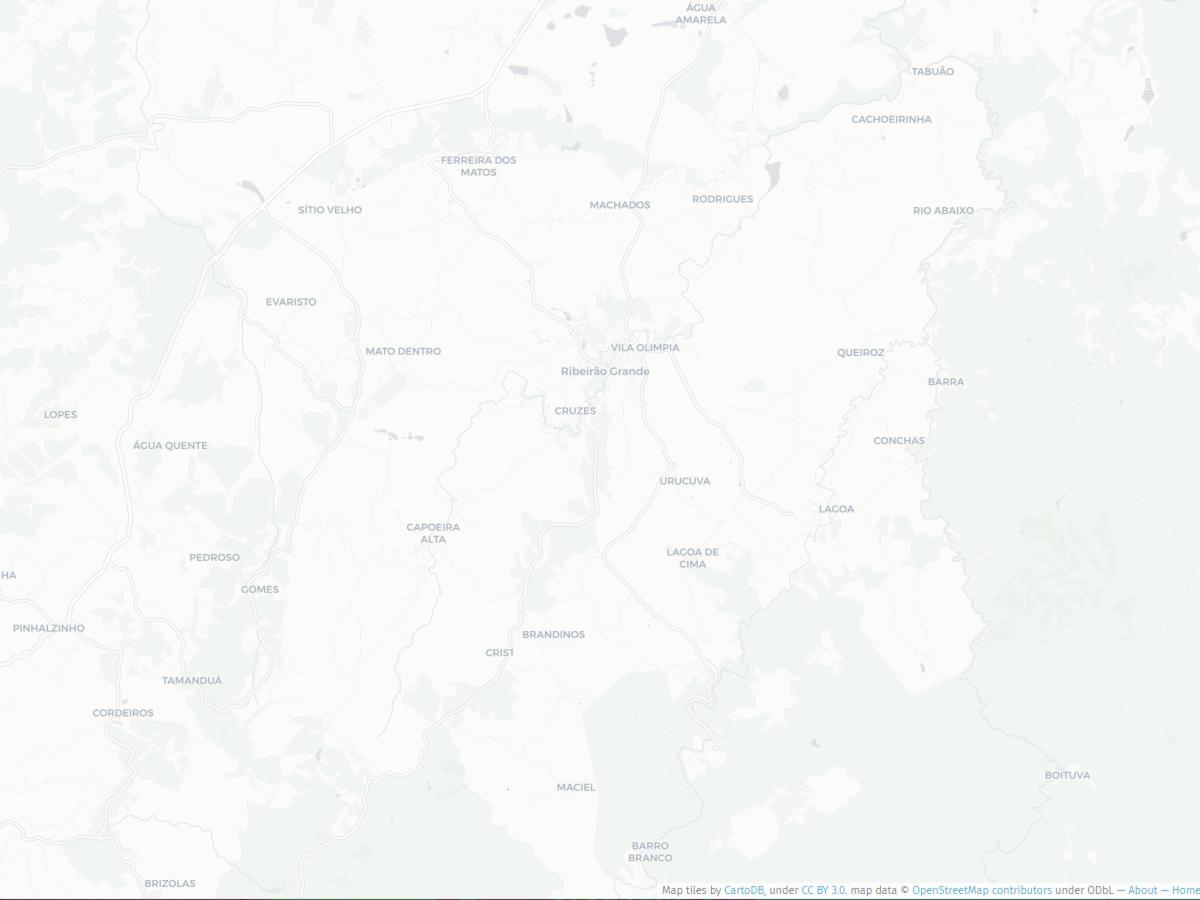 ÁGUA
AMARELA
TABUÃO
CACHOEIRINHA
FERREIRA DOS
MATOS
MACHADOS
RODRIGUES
SÍTIO VELHO
RIO ABAIXO
EVARISTO
MATO DENTRO
VILA OLIMPIA
QUEIROZ
Ribeirão Grande
BARRA
CRUZES
LOPES
CONCHAS
ÁGUA QUENTE
URUCUVA
LAGOA
CAPOEIRA
ALTA
LAGOA DE
CIMA
PEDROSO
HA
GOMES
PINHALZINHO
BRANDINOS
CRIST
TAMANDUÁ
CORDEIROS
BOITUVA
MACIEL
BARRO
BRANCO
BRIZOLAS
Map tiles by CartoDB, under CC BY 3.0. map data © OpenStreetMap contributors under ODbL — About — Home